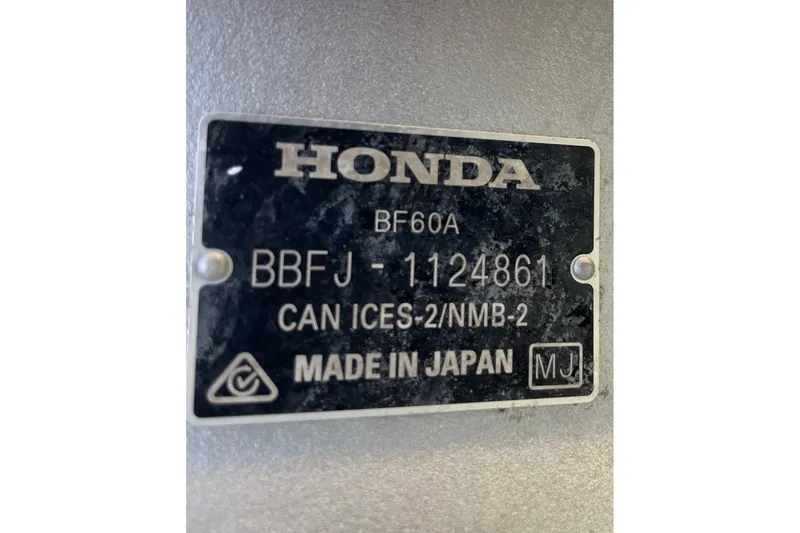 HONDA
BF60A
BBFJ - 1124861
CAN ICES-2/NMB-2
MADE IN JAPAN MJ